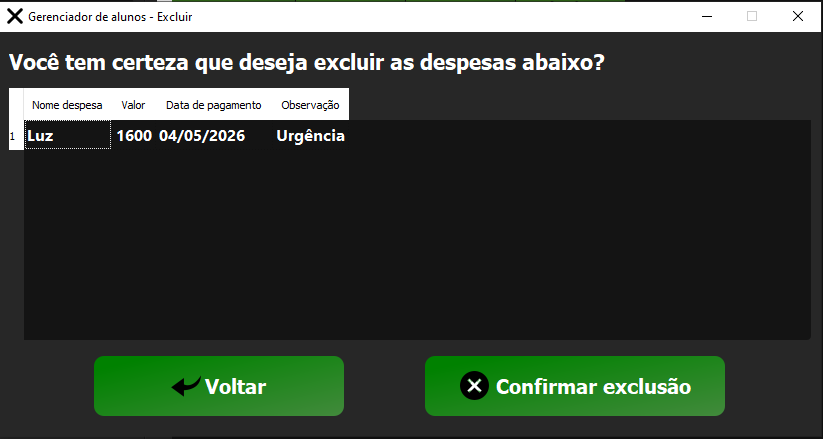 Gerenciador de alunos - Excluir
Você tem certeza que deseja excluir as despesas abaixo?
Nome despesa Valor Data de pagamento Observação
1 Luz 1600 04/05/2026 Urgência
Voltar
Confirmar exclusão